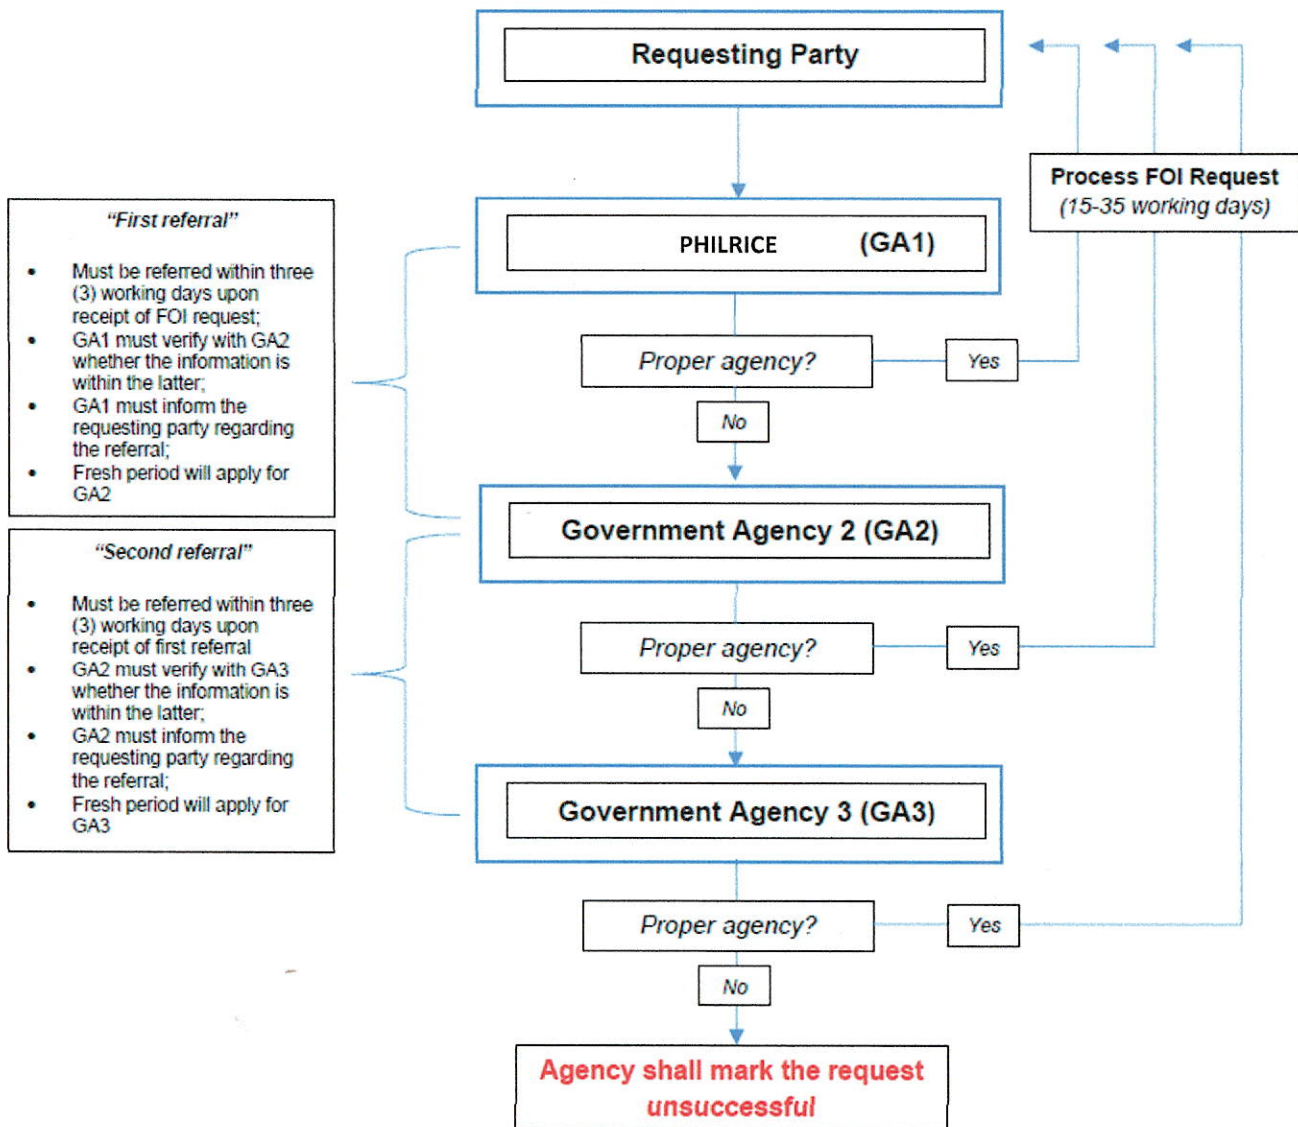 Requesting Party
Process FOI Request
(15-35 working days)
PHILRICE (GA1)
"First referral"
• Must be referred within three
(3) working days upon
receipt of FOI request;
• GA1 must verify with GA2
whether the information is
within the latter;
• GA1 must inform the
requesting party regarding
the referral;
• Fresh period will apply for
GA2
Proper agency?
Yes
No
Government Agency 2 (GA2)
"Second referral"
• Must be referred within three
(3) working days upon
receipt of first referral
• GA2 must verify with GA3
whether the information is
within the latter;
• GA2 must inform the
requesting party regarding
the referral;
• Fresh period will apply for
GA3
Proper agency?
Yes
No
Government Agency 3 (GA3)
Proper agency?
Yes
No
Agency shall mark the request
unsuccessful